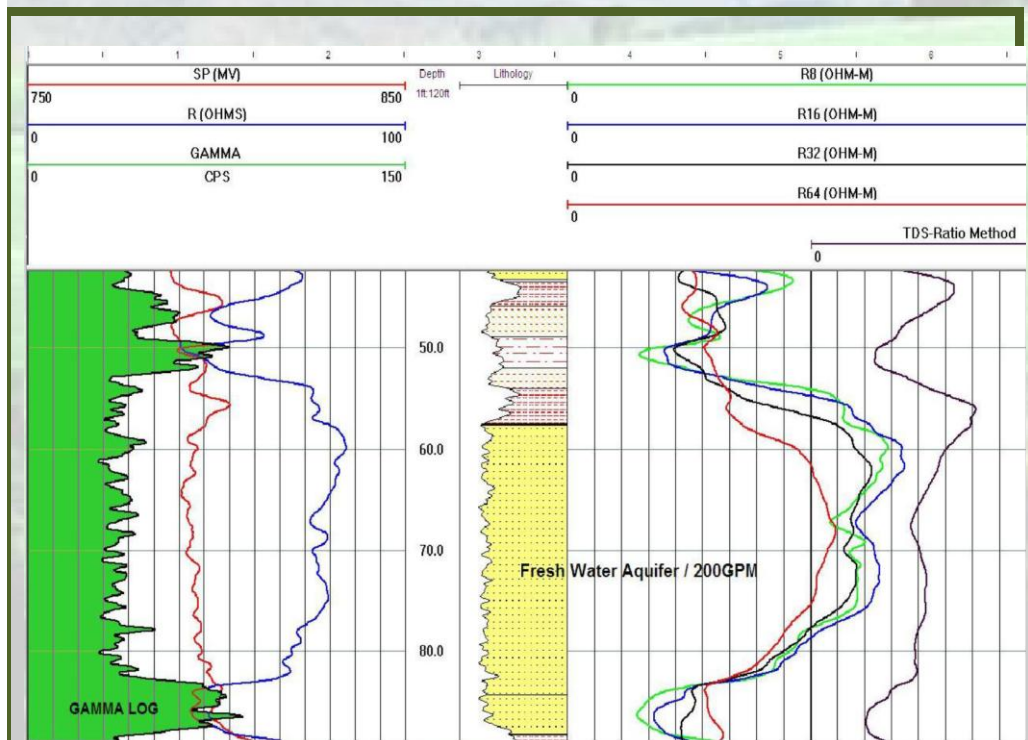 1 2 3 4 5 6
SP (MV) Depth Lithology R8 (OHM-M)
750 850 1ft:120ft 0
R (OHMS) R16 (OHM-M)
0 100 0
GAMMA R32 (OHM-M)
0 CPS 150 0
R64 (OHM-M)
0
TDS-Ratio Method
0
50.0
60.0
70.0
Fresh Water Aquifer / 200GPM
80.0
GAMMA LOG